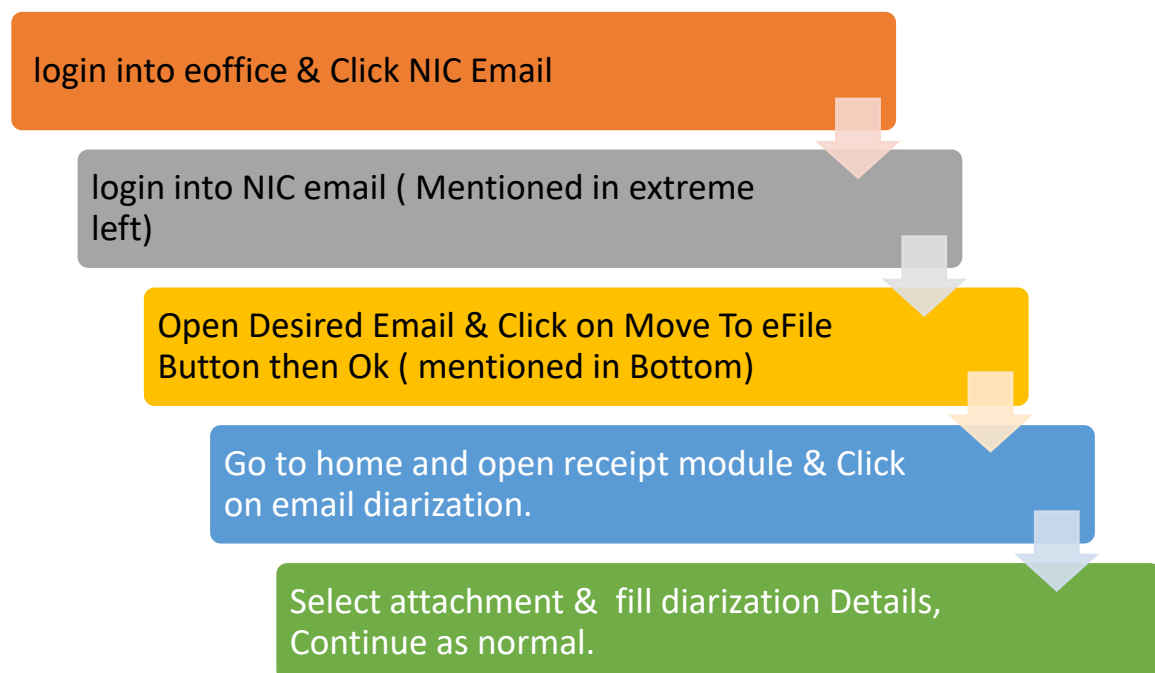 login into eoffice & Click NIC Email
login into NIC email ( Mentioned in extreme
left)
Open Desired Email & Click on Move To eFile
Button then Ok ( mentioned in Bottom)
Go to home and open receipt module & Click
on email diarization.
Select attachment &  fill diarization Details,
Continue as normal.